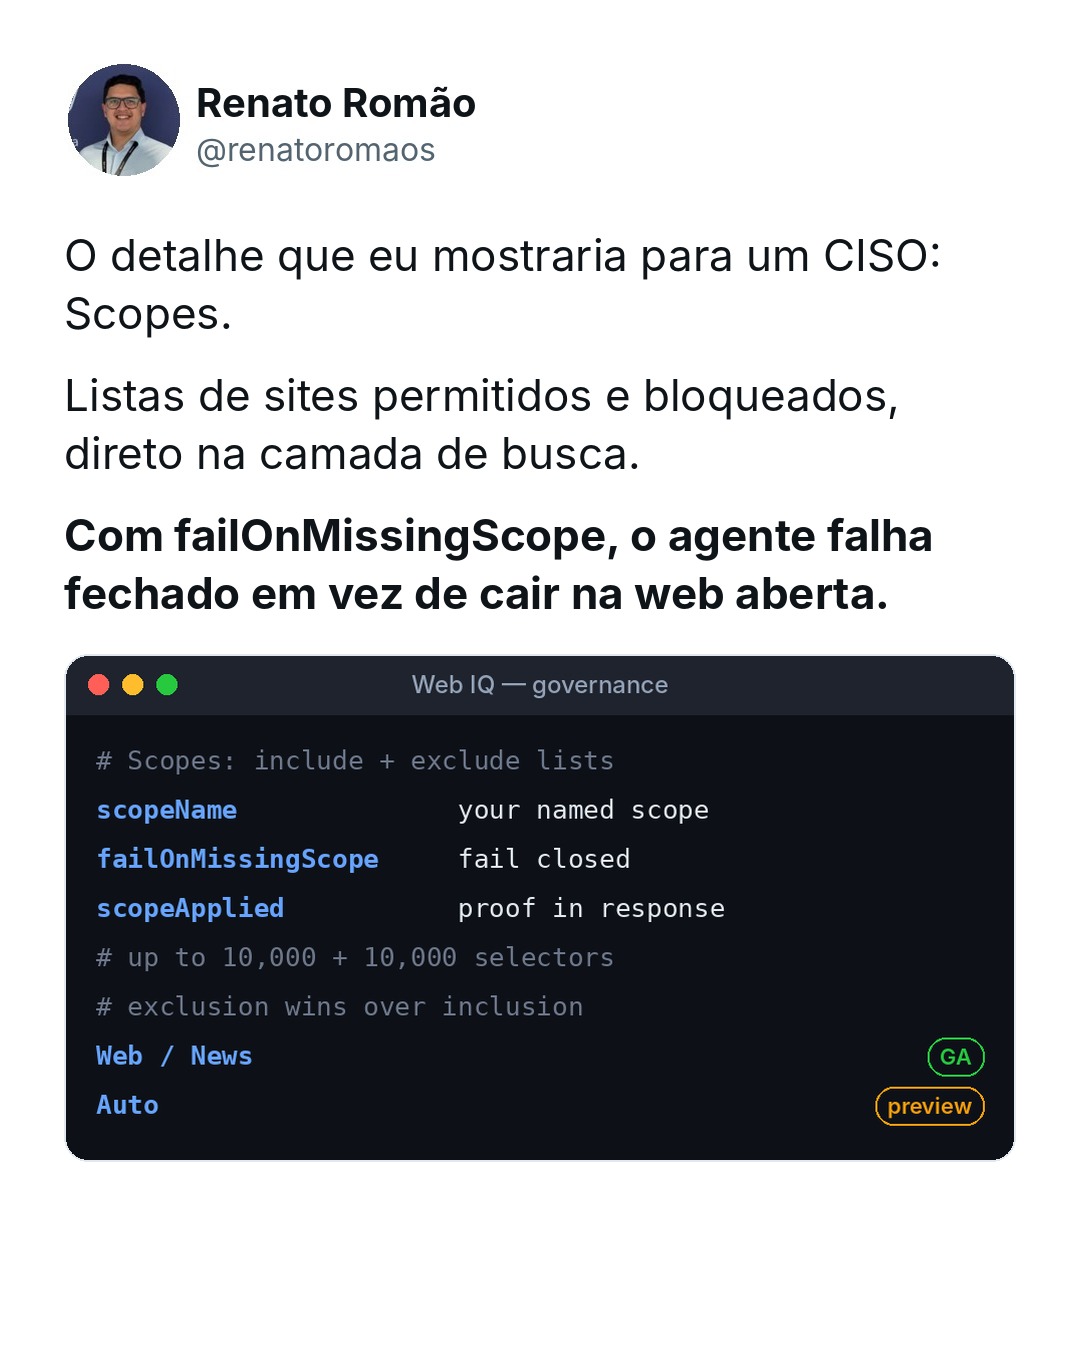 Renato Romão
@renatoromaos
O detalhe que eu mostraria para um CISO:
Scopes.
Listas de sites permitidos e bloqueados,
direto na camada de busca.
Com failOnMissingScope, o agente falha
fechado em vez de cair na web aberta.
Web IQ — governance
# Scopes: include + exclude lists
scopeName your named scope
failOnMissingScope fail closed
scopeApplied proof in response
# up to 10,000 + 10,000 selectors
# exclusion wins over inclusion
Web / News GA
Auto preview